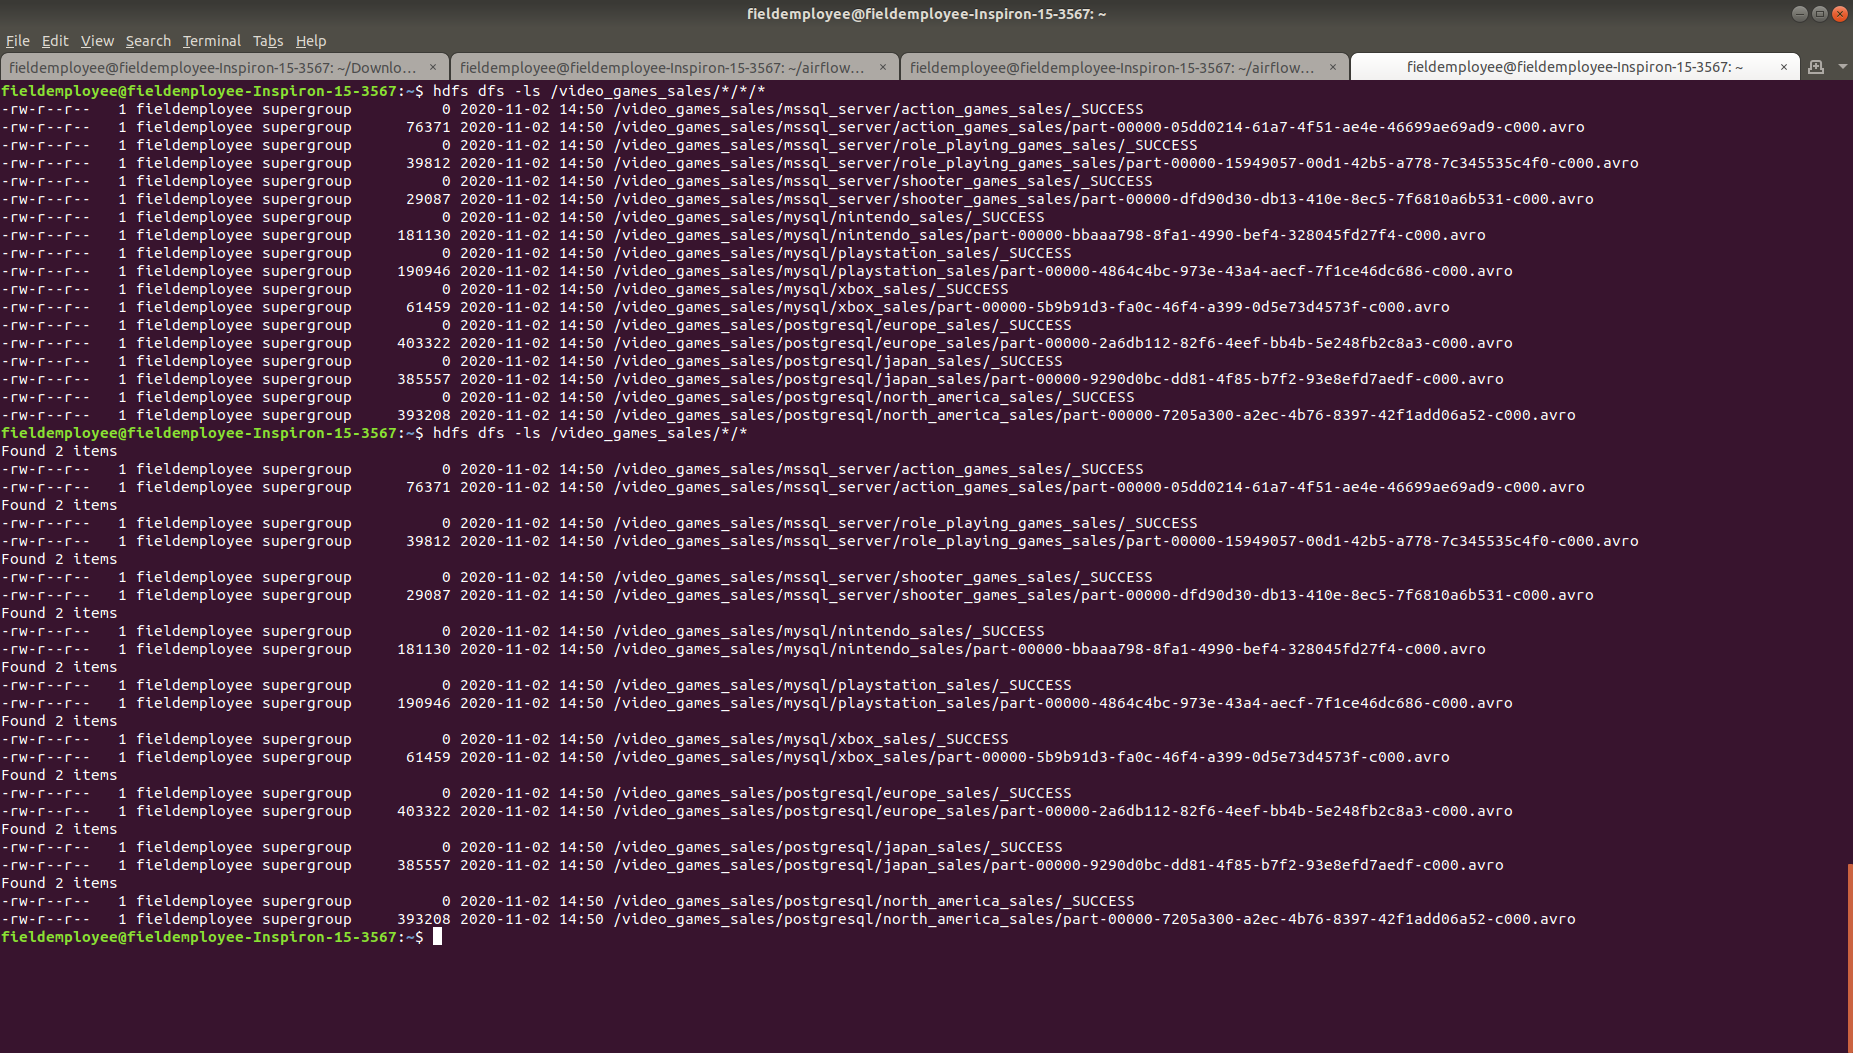 fieldemployee@fieldemployee-Inspiron-15-3567: ~
File Edit View Search Terminal Tabs Help
fieldemployee@fieldemployee-Inspiron-15-3567: ~/Downlo... × fieldemployee@fieldemployee-Inspiron-15-3567: ~/airflow... × fieldemployee@fieldemployee-Inspiron-15-3567: ~/airflow... × fieldemployee@fieldemployee-Inspiron-15-3567: ~ ×
fieldemployee@fieldemployee-Inspiron-15-3567:~$ hdfs dfs -ls /video_games_sales/*/*/*
-rw-r--r-- 1 fieldemployee supergroup 0 2020-11-02 14:50 /video_games_sales/mssql_server/action_games_sales/_SUCCESS
-rw-r--r-- 1 fieldemployee supergroup 76371 2020-11-02 14:50 /video_games_sales/mssql_server/action_games_sales/part-00000-05dd0214-61a7-4f51-ae4e-46699ae69ad9-c000.avro
-rw-r--r-- 1 fieldemployee supergroup 0 2020-11-02 14:50 /video_games_sales/mssql_server/role_playing_games_sales/_SUCCESS
-rw-r--r-- 1 fieldemployee supergroup 39812 2020-11-02 14:50 /video_games_sales/mssql_server/role_playing_games_sales/part-00000-15949057-00d1-42b5-a778-7c345535c4f0-c000.avro
-rw-r--r-- 1 fieldemployee supergroup 0 2020-11-02 14:50 /video_games_sales/mssql_server/shooter_games_sales/_SUCCESS
-rw-r--r-- 1 fieldemployee supergroup 29087 2020-11-02 14:50 /video_games_sales/mssql_server/shooter_games_sales/part-00000-dfd90d30-db13-410e-8ec5-7f6810a6b531-c000.avro
-rw-r--r-- 1 fieldemployee supergroup 0 2020-11-02 14:50 /video_games_sales/mysql/nintendo_sales/_SUCCESS
-rw-r--r-- 1 fieldemployee supergroup 181130 2020-11-02 14:50 /video_games_sales/mysql/nintendo_sales/part-00000-bbaaa798-8fa1-4990-bef4-328045fd27f4-c000.avro
-rw-r--r-- 1 fieldemployee supergroup 0 2020-11-02 14:50 /video_games_sales/mysql/playstation_sales/_SUCCESS
-rw-r--r-- 1 fieldemployee supergroup 190946 2020-11-02 14:50 /video_games_sales/mysql/playstation_sales/part-00000-4864c4bc-973e-43a4-aecf-7f1ce46dc686-c000.avro
-rw-r--r-- 1 fieldemployee supergroup 0 2020-11-02 14:50 /video_games_sales/mysql/xbox_sales/_SUCCESS
-rw-r--r-- 1 fieldemployee supergroup 61459 2020-11-02 14:50 /video_games_sales/mysql/xbox_sales/part-00000-5b9b91d3-fa0c-46f4-a399-0d5e73d4573f-c000.avro
-rw-r--r-- 1 fieldemployee supergroup 0 2020-11-02 14:50 /video_games_sales/postgresql/europe_sales/_SUCCESS
-rw-r--r-- 1 fieldemployee supergroup 403322 2020-11-02 14:50 /video_games_sales/postgresql/europe_sales/part-00000-2a6db112-82f6-4eef-bb4b-5e248fb2c8a3-c000.avro
-rw-r--r-- 1 fieldemployee supergroup 0 2020-11-02 14:50 /video_games_sales/postgresql/japan_sales/_SUCCESS
-rw-r--r-- 1 fieldemployee supergroup 385557 2020-11-02 14:50 /video_games_sales/postgresql/japan_sales/part-00000-9290d0bc-dd81-4f85-b7f2-93e8efd7aedf-c000.avro
-rw-r--r-- 1 fieldemployee supergroup 0 2020-11-02 14:50 /video_games_sales/postgresql/north_america_sales/_SUCCESS
-rw-r--r-- 1 fieldemployee supergroup 393208 2020-11-02 14:50 /video_games_sales/postgresql/north_america_sales/part-00000-7205a300-a2ec-4b76-8397-42f1add06a52-c000.avro
fieldemployee@fieldemployee-Inspiron-15-3567:~$ hdfs dfs -ls /video_games_sales/*/*
Found 2 items
-rw-r--r-- 1 fieldemployee supergroup 0 2020-11-02 14:50 /video_games_sales/mssql_server/action_games_sales/_SUCCESS
-rw-r--r-- 1 fieldemployee supergroup 76371 2020-11-02 14:50 /video_games_sales/mssql_server/action_games_sales/part-00000-05dd0214-61a7-4f51-ae4e-46699ae69ad9-c000.avro
Found 2 items
-rw-r--r-- 1 fieldemployee supergroup 0 2020-11-02 14:50 /video_games_sales/mssql_server/role_playing_games_sales/_SUCCESS
-rw-r--r-- 1 fieldemployee supergroup 39812 2020-11-02 14:50 /video_games_sales/mssql_server/role_playing_games_sales/part-00000-15949057-00d1-42b5-a778-7c345535c4f0-c000.avro
Found 2 items
-rw-r--r-- 1 fieldemployee supergroup 0 2020-11-02 14:50 /video_games_sales/mssql_server/shooter_games_sales/_SUCCESS
-rw-r--r-- 1 fieldemployee supergroup 29087 2020-11-02 14:50 /video_games_sales/mssql_server/shooter_games_sales/part-00000-dfd90d30-db13-410e-8ec5-7f6810a6b531-c000.avro
Found 2 items
-rw-r--r-- 1 fieldemployee supergroup 0 2020-11-02 14:50 /video_games_sales/mysql/nintendo_sales/_SUCCESS
-rw-r--r-- 1 fieldemployee supergroup 181130 2020-11-02 14:50 /video_games_sales/mysql/nintendo_sales/part-00000-bbaaa798-8fa1-4990-bef4-328045fd27f4-c000.avro
Found 2 items
-rw-r--r-- 1 fieldemployee supergroup 0 2020-11-02 14:50 /video_games_sales/mysql/playstation_sales/_SUCCESS
-rw-r--r-- 1 fieldemployee supergroup 190946 2020-11-02 14:50 /video_games_sales/mysql/playstation_sales/part-00000-4864c4bc-973e-43a4-aecf-7f1ce46dc686-c000.avro
Found 2 items
-rw-r--r-- 1 fieldemployee supergroup 0 2020-11-02 14:50 /video_games_sales/mysql/xbox_sales/_SUCCESS
-rw-r--r-- 1 fieldemployee supergroup 61459 2020-11-02 14:50 /video_games_sales/mysql/xbox_sales/part-00000-5b9b91d3-fa0c-46f4-a399-0d5e73d4573f-c000.avro
Found 2 items
-rw-r--r-- 1 fieldemployee supergroup 0 2020-11-02 14:50 /video_games_sales/postgresql/europe_sales/_SUCCESS
-rw-r--r-- 1 fieldemployee supergroup 403322 2020-11-02 14:50 /video_games_sales/postgresql/europe_sales/part-00000-2a6db112-82f6-4eef-bb4b-5e248fb2c8a3-c000.avro
Found 2 items
-rw-r--r-- 1 fieldemployee supergroup 0 2020-11-02 14:50 /video_games_sales/postgresql/japan_sales/_SUCCESS
-rw-r--r-- 1 fieldemployee supergroup 385557 2020-11-02 14:50 /video_games_sales/postgresql/japan_sales/part-00000-9290d0bc-dd81-4f85-b7f2-93e8efd7aedf-c000.avro
Found 2 items
-rw-r--r-- 1 fieldemployee supergroup 0 2020-11-02 14:50 /video_games_sales/postgresql/north_america_sales/_SUCCESS
-rw-r--r-- 1 fieldemployee supergroup 393208 2020-11-02 14:50 /video_games_sales/postgresql/north_america_sales/part-00000-7205a300-a2ec-4b76-8397-42f1add06a52-c000.avro
fieldemployee@fieldemployee-Inspiron-15-3567:~$